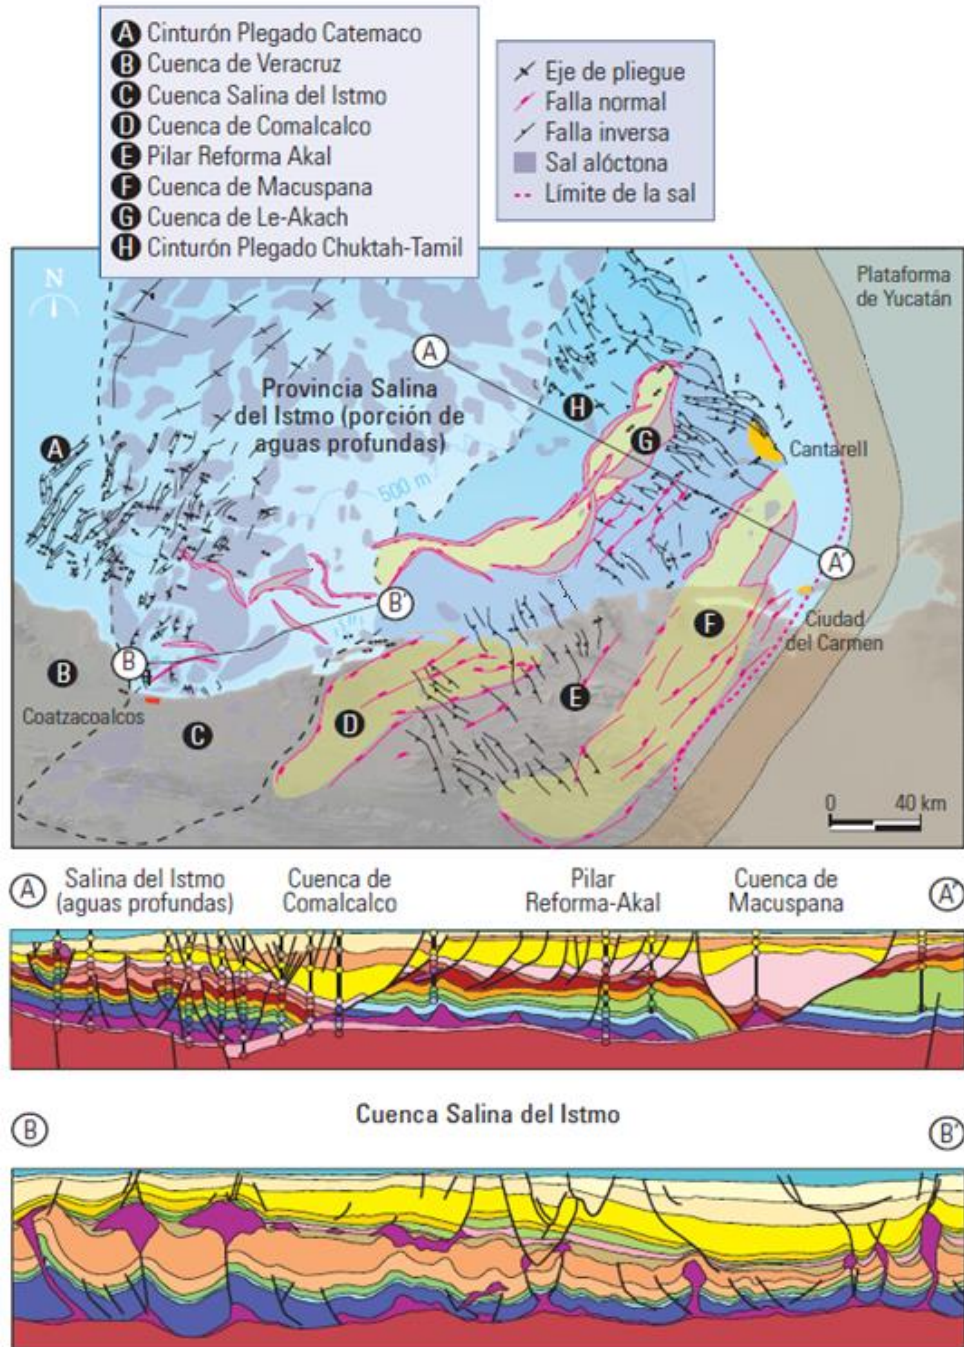 A Cinturón Plegado Catemaco
B Cuenca de Veracruz
C Cuenca Salina del Istmo
D Cuenca de Comalcalco
E Pilar Reforma Akal
F Cuenca de Macuspana
G Cuenca de Le-Akach
H Cinturón Plegado Chuktah-Tamil
Eje de pliegue
Falla normal
Falla inversa
Sal alóctona
Límite de la sal
N
Plataforma
de Yucatán
A
Provincia Salina
del Istmo (porción de
aguas profundas)
H
G
A
Cantarell
500 m
A'
B'
Ciudad
del Carmen
F
B
B
E
Coatzacoalcos
C
D
0 40 km
A
Salina del Istmo
(aguas profundas)
Cuenca de
Comalcalco
Pilar
Reforma-Akal
Cuenca de
Macuspana
A'
B
Cuenca Salina del Istmo
B'